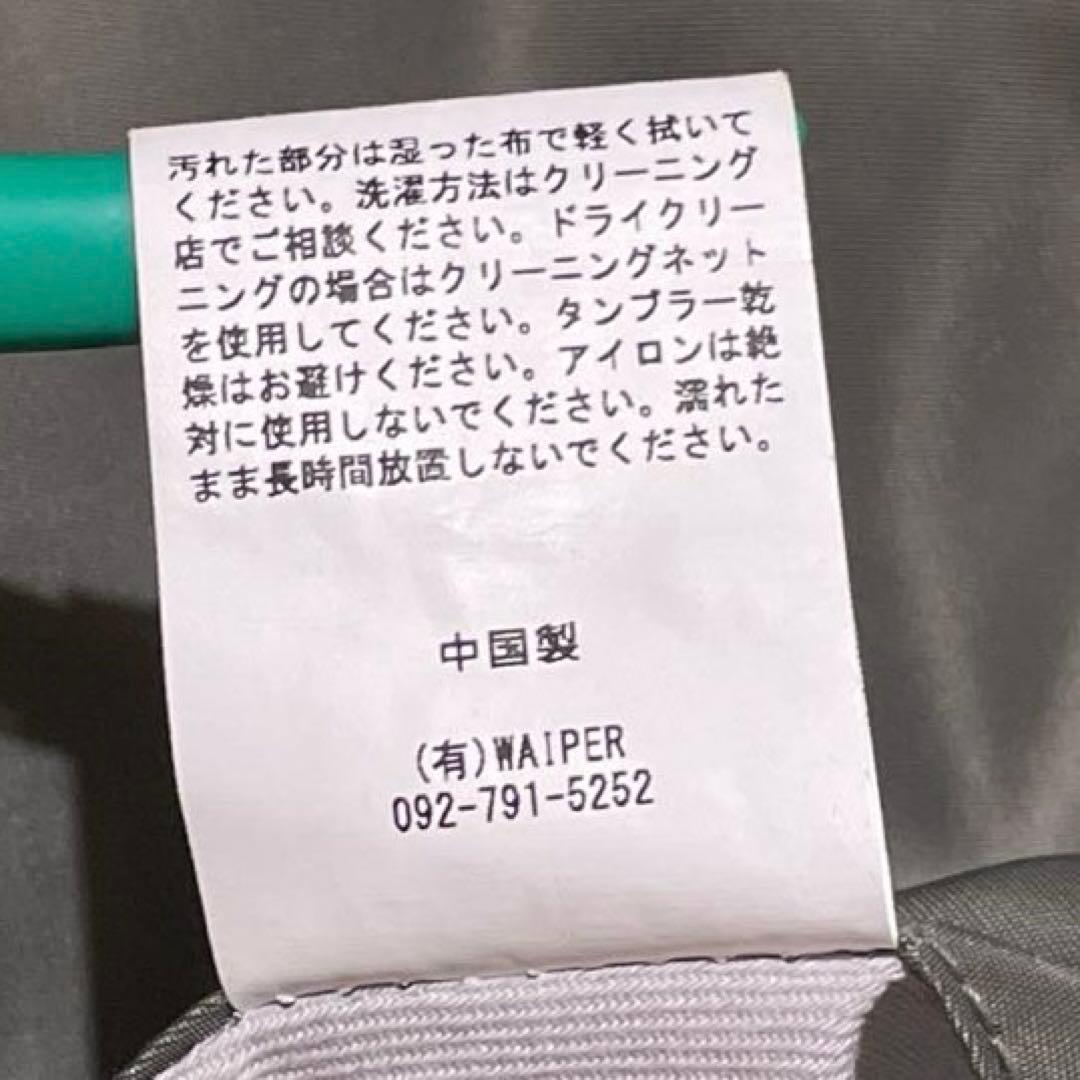 汚れた部分は湿った布で軽く拭いて
ください。洗濯方法はクリーニング
店でご相談ください。ドライクリー
ニングの場合はクリーニングネット
を使用してください。タンブラー乾
燥はお避けください。アイロンは絶
対に使用しないでください。濡れた
まま長時間放置しないでください。
中国製
(有)WAIPER
092-791-5252